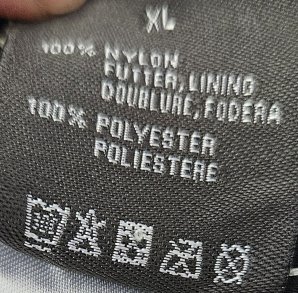 XL
100% NYLON
FUTTER, LINING
DOUBLURE, FODERA
100% POLYESTER
POLIESTERE